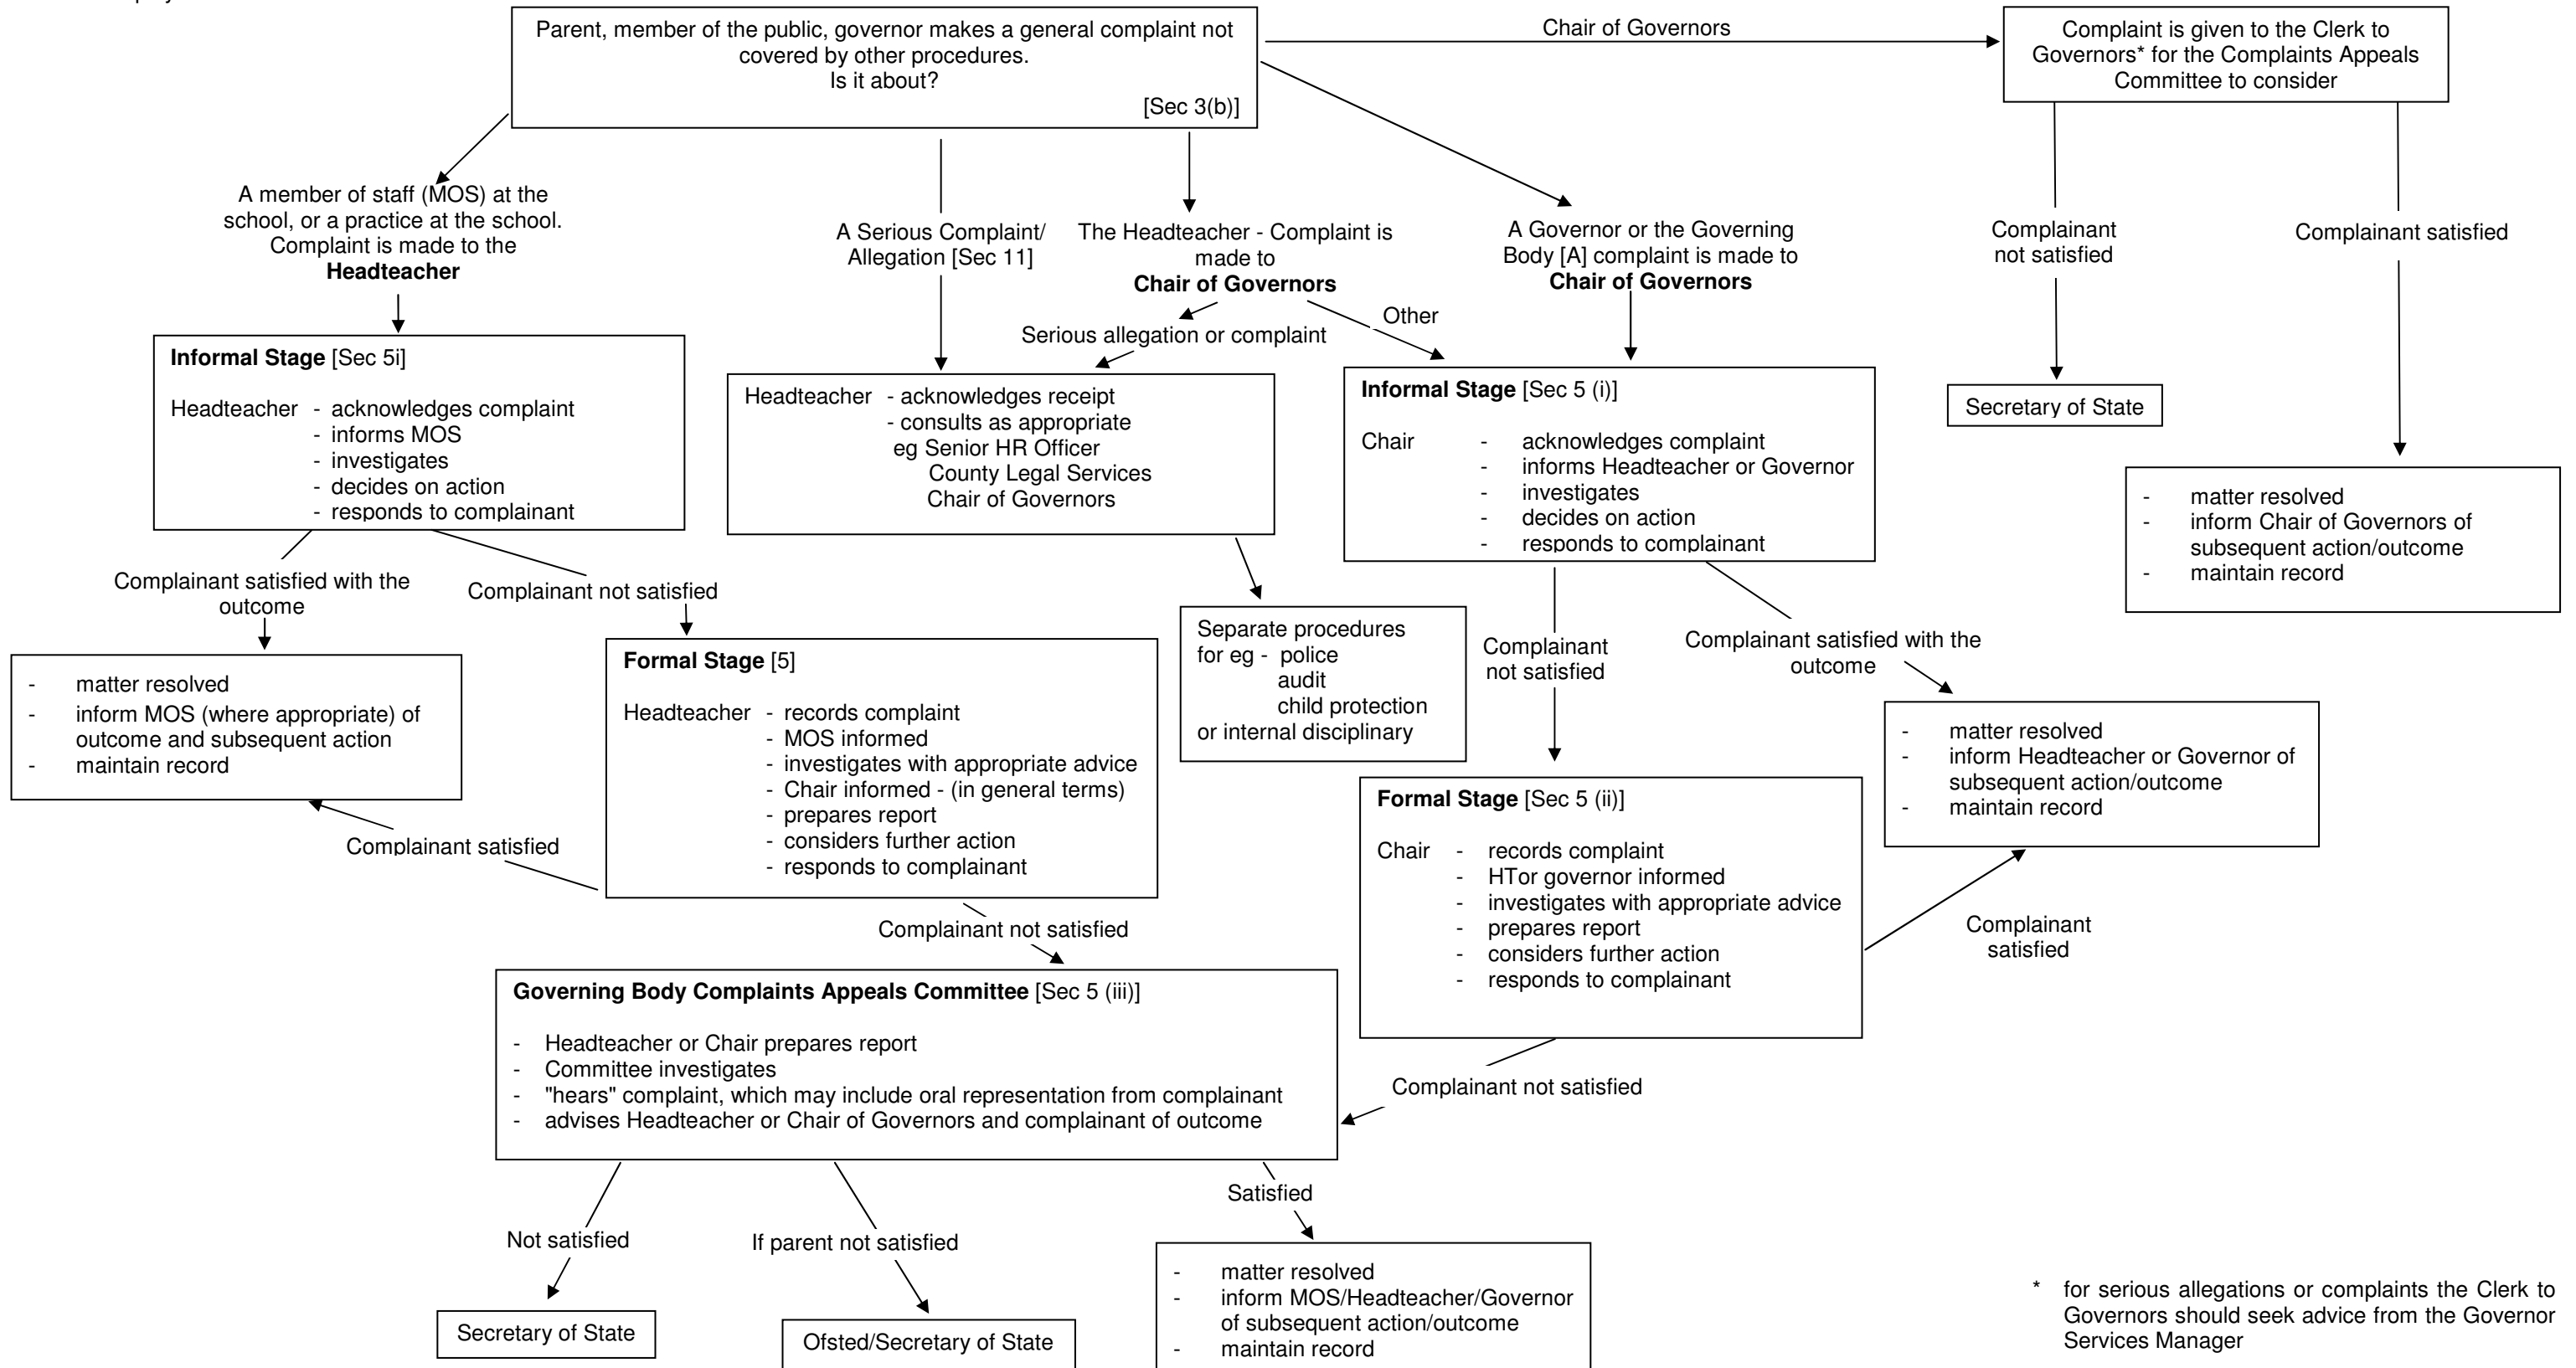 Parent, member of the public, governor makes a general complaint not
covered by other procedures.
Is it about?
[Sec 3(b)]
Chair of Governors
Complaint is given to the Clerk to
Governors* for the Complaints Appeals
Committee to consider
A member of staff (MOS) at the
school, or a practice at the school.
Complaint is made to the
Headteacher
A Serious Complaint/
Allegation [Sec 11]
The Headteacher - Complaint is
made to
Chair of Governors
A Governor or the Governing
Body [A] complaint is made to
Chair of Governors
Complainant
not satisfied
Complainant satisfied
Serious allegation or complaint
Other
Informal Stage [Sec 5i]
Headteacher - acknowledges complaint
- informs MOS
- investigates
- decides on action
- responds to complainant
Headteacher - acknowledges receipt
- consults as appropriate
eg Senior HR Officer
County Legal Services
Chair of Governors
Informal Stage [Sec 5 (i)]
Chair - acknowledges complaint
- informs Headteacher or Governor
- investigates
- decides on action
- responds to complainant
Secretary of State
- matter resolved
- inform Chair of Governors of
subsequent action/outcome
- maintain record
Complainant satisfied with the
outcome
Complainant not satisfied
Separate procedures
for eg - police
audit
child protection
or internal disciplinary
Complainant
not satisfied
Complainant satisfied with the
outcome
- matter resolved
- inform MOS (where appropriate) of
outcome and subsequent action
- maintain record
Formal Stage [5]
Headteacher - records complaint
- MOS informed
- investigates with appropriate advice
- Chair informed - (in general terms)
- prepares report
- considers further action
- responds to complainant
- matter resolved
- inform Headteacher or Governor of
subsequent action/outcome
- maintain record
Complainant satisfied
Formal Stage [Sec 5 (ii)]
Chair - records complaint
- HTor governor informed
- investigates with appropriate advice
- prepares report
- considers further action
- responds to complainant
Complainant
satisfied
Complainant not satisfied
Governing Body Complaints Appeals Committee [Sec 5 (iii)]
- Headteacher or Chair prepares report
- Committee investigates
- "hears" complaint, which may include oral representation from complainant
- advises Headteacher or Chair of Governors and complainant of outcome
Complainant not satisfied
Not satisfied
If parent not satisfied
Satisfied
Secretary of State
Ofsted/Secretary of State
- matter resolved
- inform MOS/Headteacher/Governor
of subsequent action/outcome
- maintain record
* for serious allegations or complaints the Clerk to
Governors should seek advice from the Governor
Services Manager